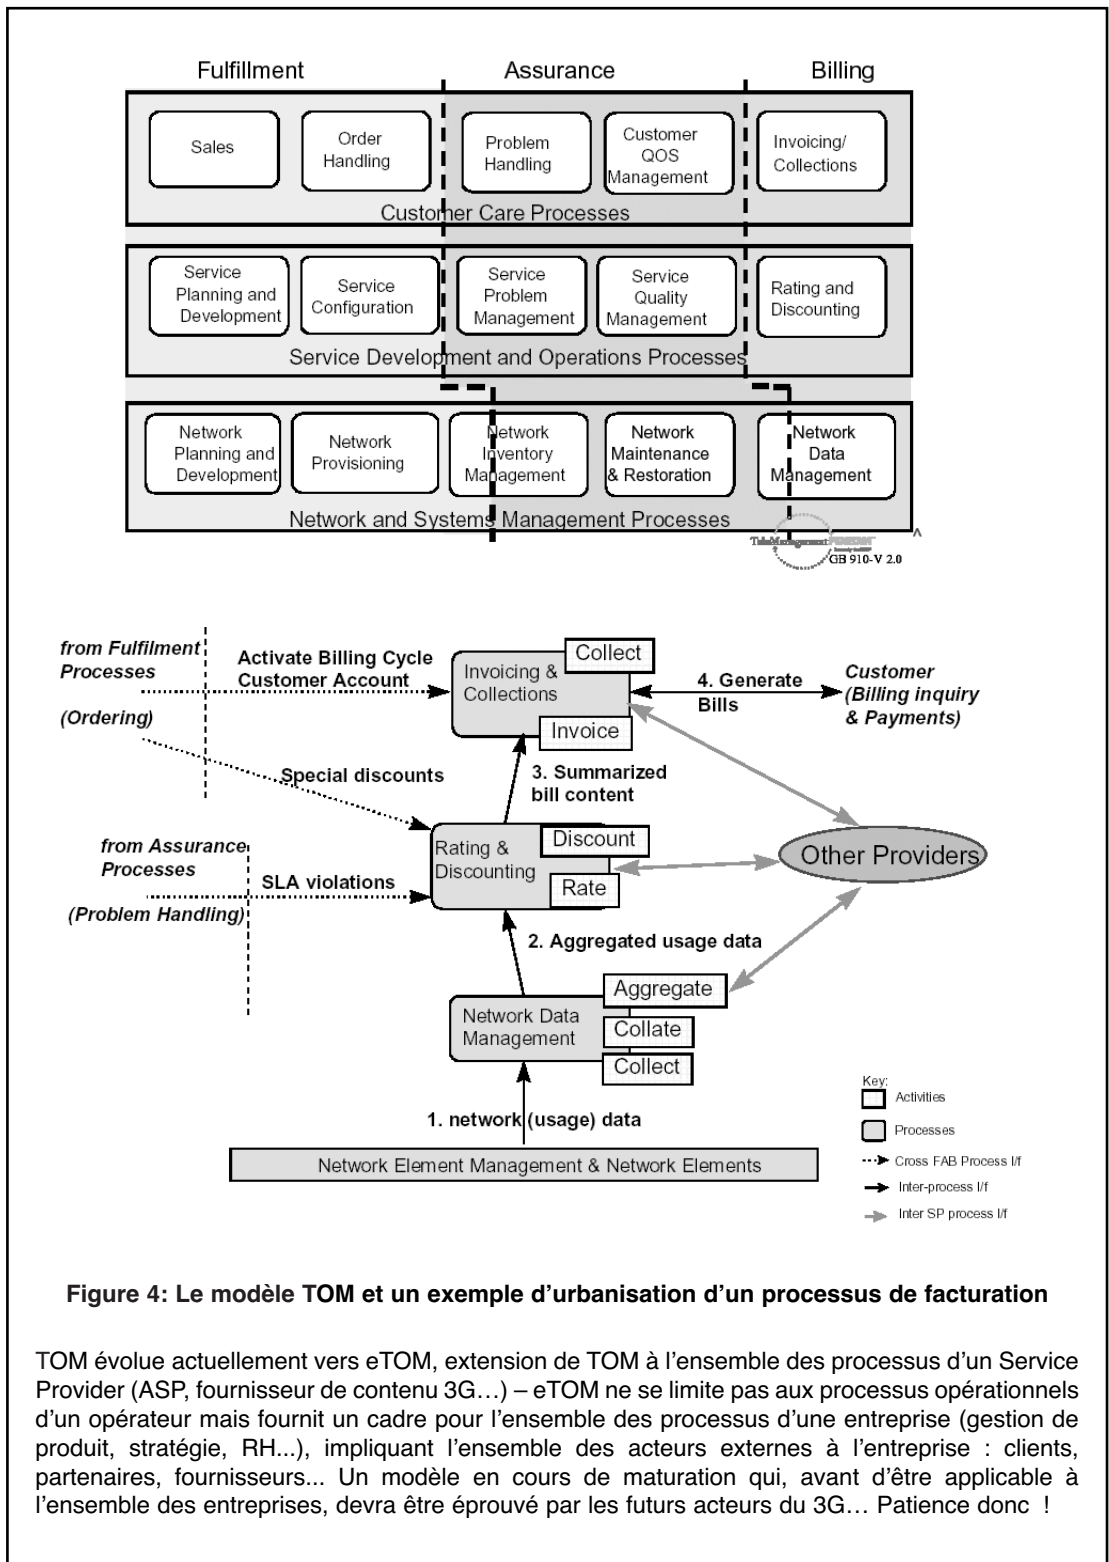 Fulfillment Assurance Billing
Sales
Order
Handling
Problem
Handling
Customer
QOS
Management
Invoicing/
Collections
Customer Care Processes
Service
Planning and
Development
Service
Configuration
Service
Problem
Management
Service
Quality
Management
Rating and
Discounting
Service Development and Operations Processes
Network
Planning and
Development
Network
Provisioning
Network
Inventory
Management
Network
Maintenance
& Restoration
Network
Data
Management
Network and Systems Management Processes
TeleManagement
GB 910-V 2.0
from Fulfilment
Processes
(Ordering)
Activate Billing Cycle
Customer Account
Invoicing &
Collections
Collect
Invoice
4. Generate
Bills
Customer
(Billing inquiry
& Payments)
Special discounts
3. Summarized
bill content
from Assurance
Processes
(Problem Handling)
SLA violations
Rating &
Discounting
Discount
Rate
Other Providers
2. Aggregated usage data
Network Data
Management
Aggregate
Collate
Collect
1. network (usage) data
Network Element Management & Network Elements
Key:
Activities
Processes
Cross FAB Process I/f
Inter-process I/f
Inter SP process I/f
Figure 4: Le modèle TOM et un exemple d'urbanisation d'un processus de facturation
TOM évolue actuellement vers eTOM, extension de TOM à l'ensemble des processus d'un Service
Provider (ASP, fournisseur de contenu 3G…) – eTOM ne se limite pas aux processus opérationnels
d'un opérateur mais fournit un cadre pour l'ensemble des processus d'une entreprise (gestion de
produit, stratégie, RH...), impliquant l'ensemble des acteurs externes à l'entreprise : clients,
partenaires, fournisseurs... Un modèle en cours de maturation qui, avant d'être applicable à
l'ensemble des entreprises, devra être éprouvé par les futurs acteurs du 3G… Patience donc !